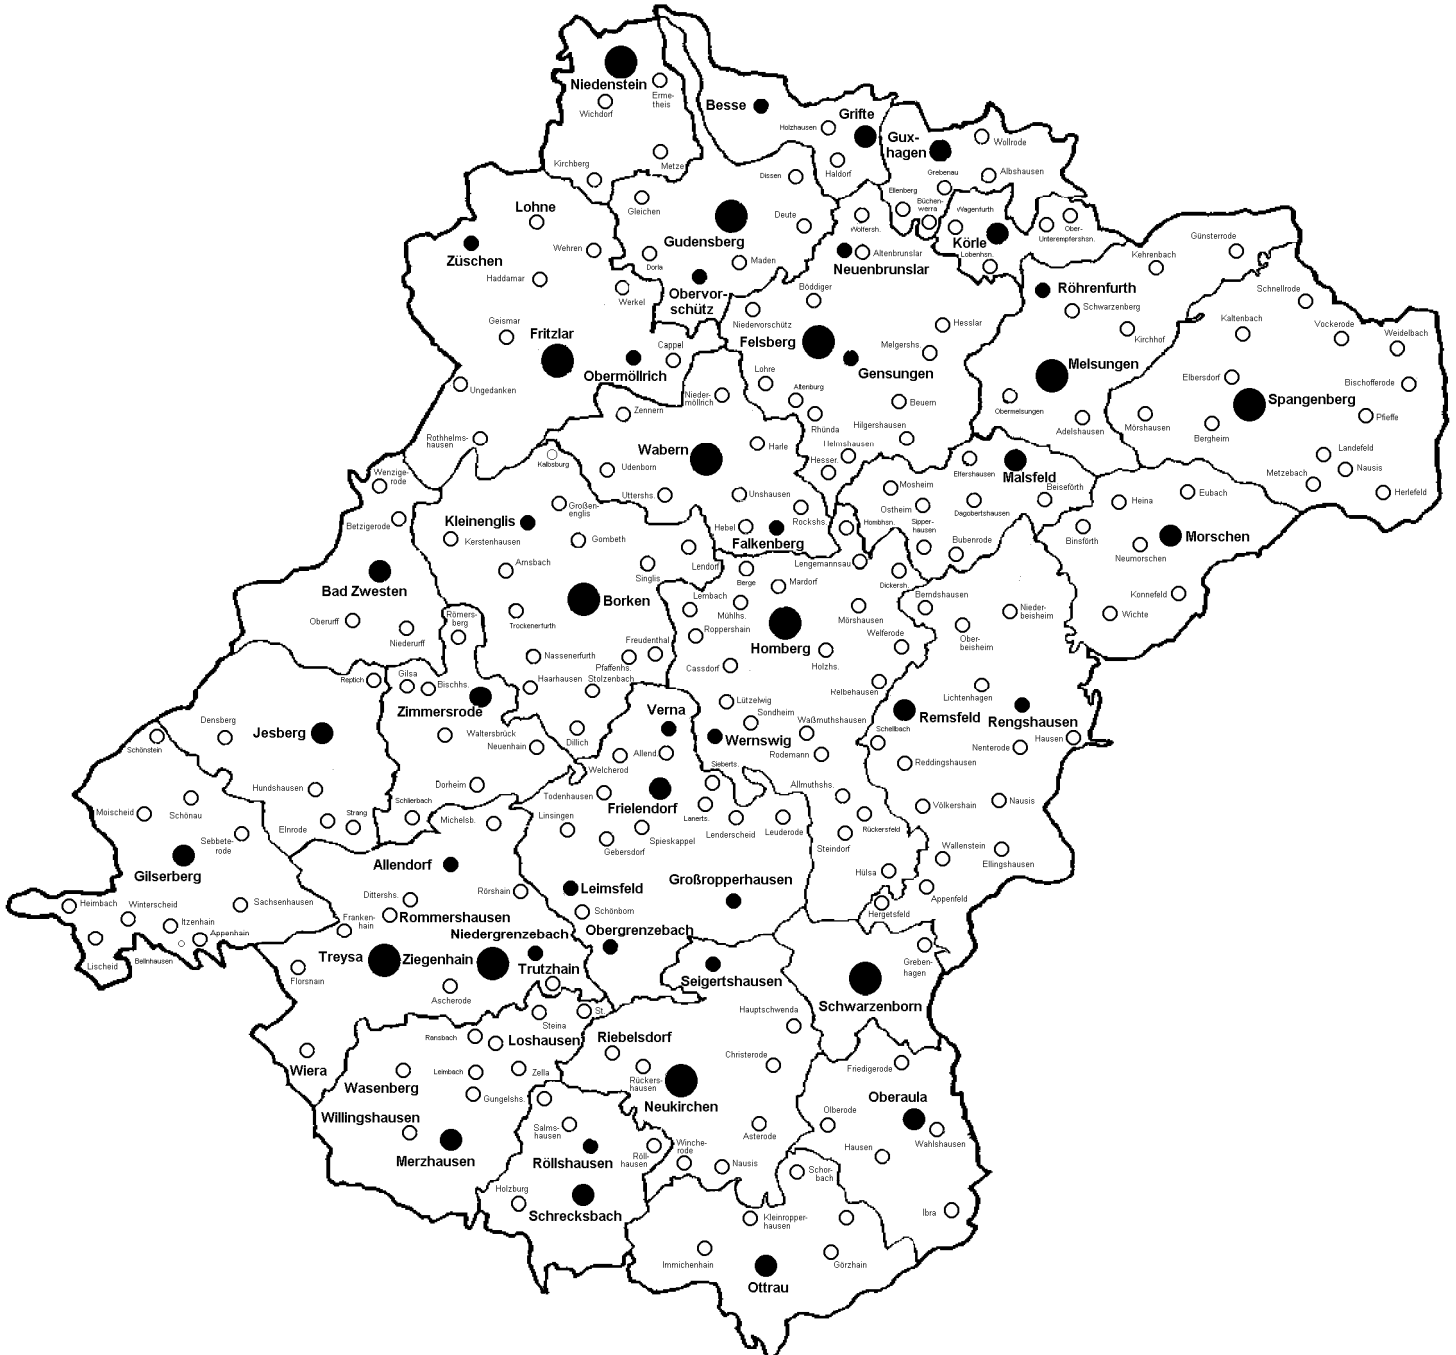 Niedenstein
Erme-
theis
Wichdorf
Kirchberg
Metze
Besse
Grifte
Holzhausen
Haldorf
Gux-
hagen
Wollrode
Albshausen
Grebenau
Ellenberg
Büchen-
werra
Wagenfurth
Körle
Lobenhsn.
Ober-
Unterempfershsn.
Dissen
Gleichen
Deute
Gudensberg
Dorla
Maden
Obervor-
schütz
Lohne
Züschen
Wehren
Haddamar
Werkel
Geismar
Fritzlar
Cappel
Obermöllrich
Ungedanken
Rothhelms-
hausen
Wolfersh.
Altenbrunslar
Neuenbrunslar
Böddiger
Niedervorschütz
Felsberg
Hesslar
Melgershs.
Gensungen
Lohre
Altenburg
Beuern
Rhünda
Hilgershausen
Helmshausen
Hesser.
Kehrenbach
Günsterrode
Röhrenfurth
Schwarzenberg
Kirchhof
Melsungen
Obermelsungen
Adelshausen
Schnellrode
Kaltenbach
Vockerode
Weidelbach
Elbersdorf
Bischofferode
Spangenberg
Mörshausen
Bergheim
Pfieffe
Landefeld
Metzebach
Nausis
Herlefeld
Zennern
Nieder-
möllrich
Wabern
Harle
Udenborn
Uttershs.
Unshausen
Hebel
Rockshs.
Falkenberg
Elfershausen
Malsfeld
Beiseförth
Mosheim
Ostheim
Dagobertshausen
Sipper-
hausen
Bubenrode
Heina
Eubach
Binsförth
Neumorschen
Morschen
Konnefeld
Wichte
Kalbsburg
Wenzige-
rode
Betzigerode
Bad Zwesten
Oberurff
Niederurff
Kleinenglis
Großen-
englis
Kerstenhausen
Gombeth
Arnsbach
Singlis
Lendorf
Borken
Trockenerfurth
Römers-
berg
Freudenthal
Nassenerfurth
Pfaffenhs.
Stolzenbach
Haarhausen
Dillich
Hombhsn.
Lengemannsau
Dickersh.
Berge
Mardorf
Lembach
Mühlhs.
Mörshausen
Roppershain
Homberg
Welferode
Holzhs.
Cassdorf
Relbehausen
Lützelwig
Sondheim
Wernswig
Waßmuthshausen
Rodemann
Allmuthshs.
Rückersfeld
Steindorf
Hülsa
Hergetsfeld
Berndshausen
Nieder-
beisheim
Ober-
beisheim
Lichtenhagen
Remsfeld
Rengshausen
Schellbach
Hausen
Nenterode
Reddingshausen
Völkershain
Nausis
Wallenstein
Ellingshausen
Appenfeld
Reptich
Densberg
Jesberg
Hundshausen
Elnrode
Strang
Gilsa
Bischhs.
Zimmersrode
Waltersbrück
Neuenhain
Dorheim
Schlierbach
Schönstein
Moischeid
Schönau
Sebbete-
rode
Gilserberg
Heimbach
Winterscheid
Sachsenhausen
Itzenhain
Appenhain
Lischeid
Bellnhausen
Verna
Allend.
Welcherod
Todenhausen
Frielendorf
Sieberts.
Lanerts.
Lenderscheid
Leuderode
Linsingen
Gebersdorf
Spieskappel
Leimsfeld
Schönborn
Großropperhausen
Obergrenzebach
Michelsb.
Allendorf
Dittershs.
Rörshain
Franken-
hain
Rommershausen
Niedergrenzebach
Treysa
Ziegenhain
Trutzhain
Florshain
Ascherode
Wiera
Steina
St.
Ransbach
Loshausen
Leimbach
Zella
Wasenberg
Gungelshs.
Willingshausen
Merzhausen
Seigertshausen
Hauptschwenda
Riebelsdorf
Christerode
Rückers-
hausen
Neukirchen
Asterode
Winche-
rode
Nausis
Salms-
hausen
Röll-
hausen
Röllshausen
Holzburg
Schrecksbach
Greben-
hagen
Schwarzenborn
Friedigerode
Oberaula
Olberode
Wahlshausen
Hausen
Ibra
Schor-
bach
Kleinropper-
hausen
Immichenhain
Görzhain
Ottrau